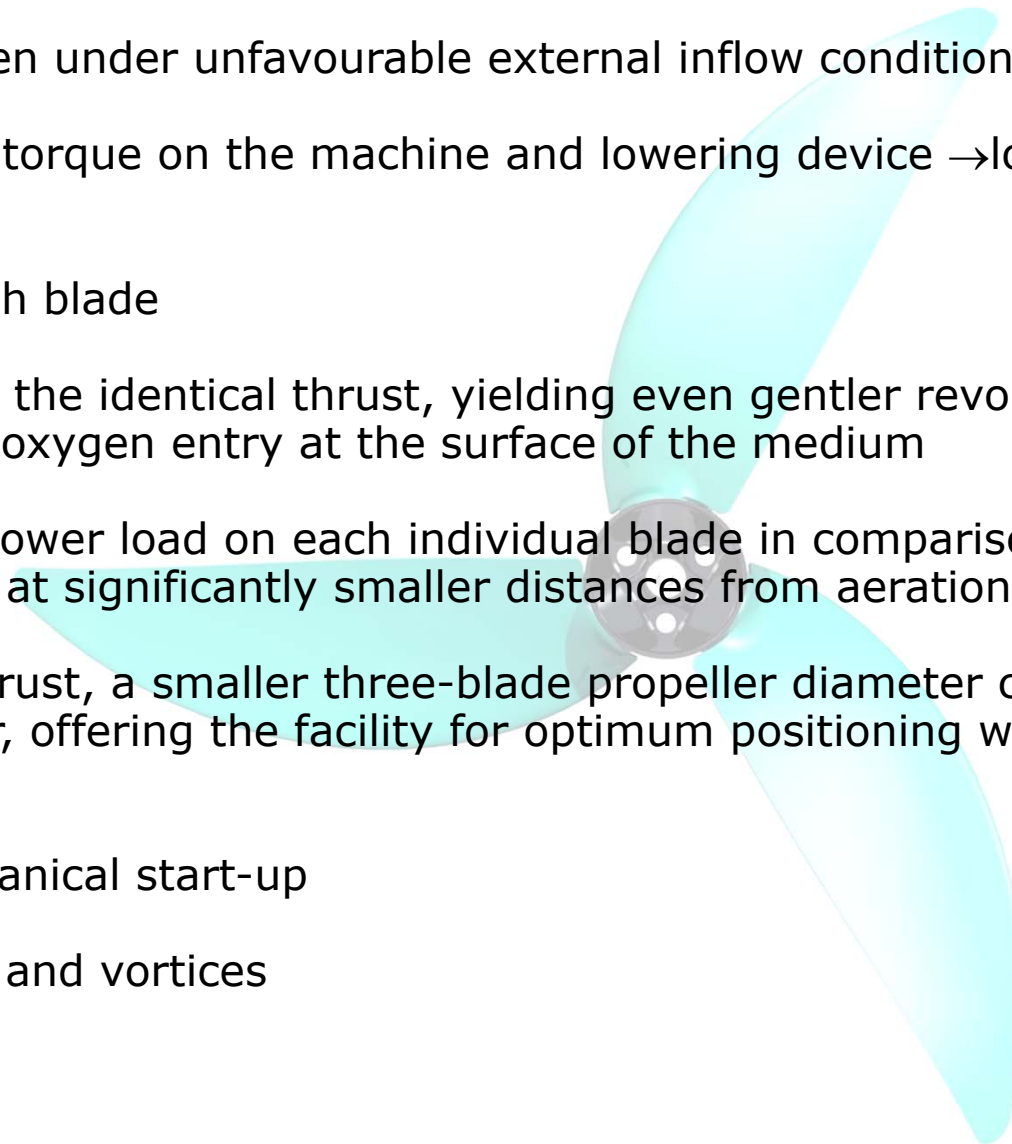 en under unfavourable external inflow condition
torque on the machine and lowering device →lo
h blade
the identical thrust, yielding even gentler revo
oxygen entry at the surface of the medium
ower load on each individual blade in comparis
at significantly smaller distances from aeration
rust, a smaller three-blade propeller diameter
r, offering the facility for optimum positioning w
anical start-up
and vortices